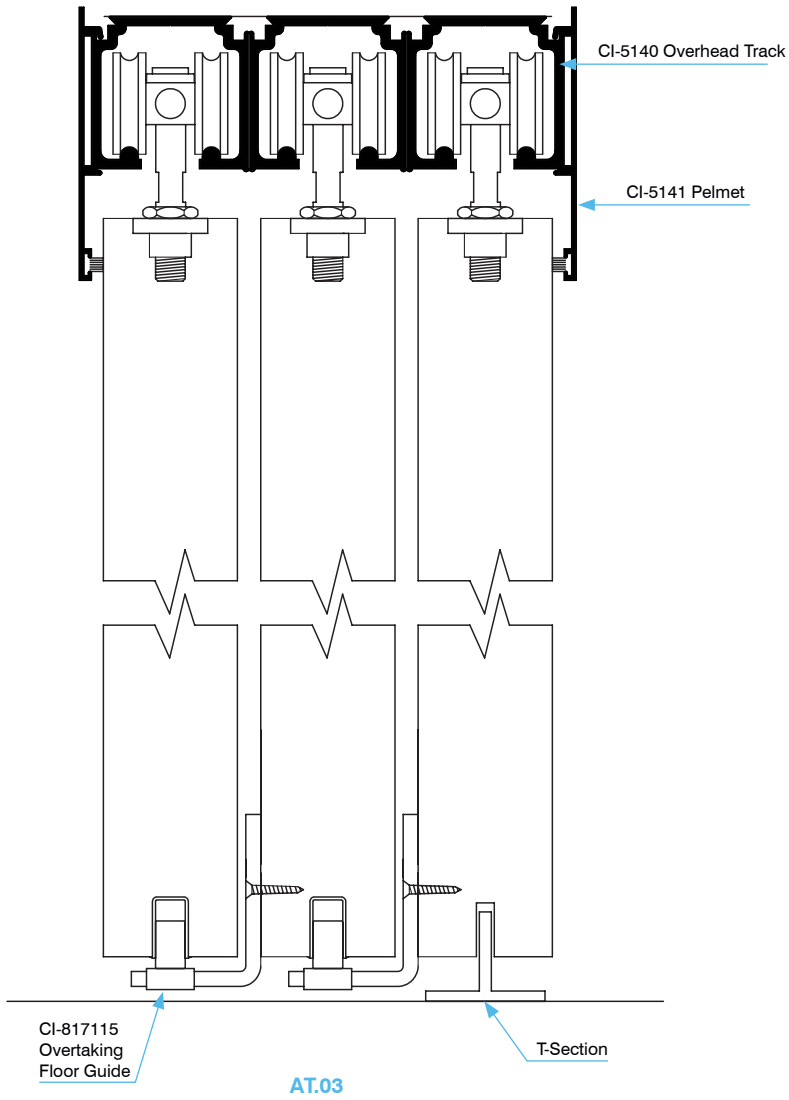 CI-5140 Overhead Track
CI-5141 Pelmet
CI-817115
Overtaking
Floor Guide
T-Section
AT.03